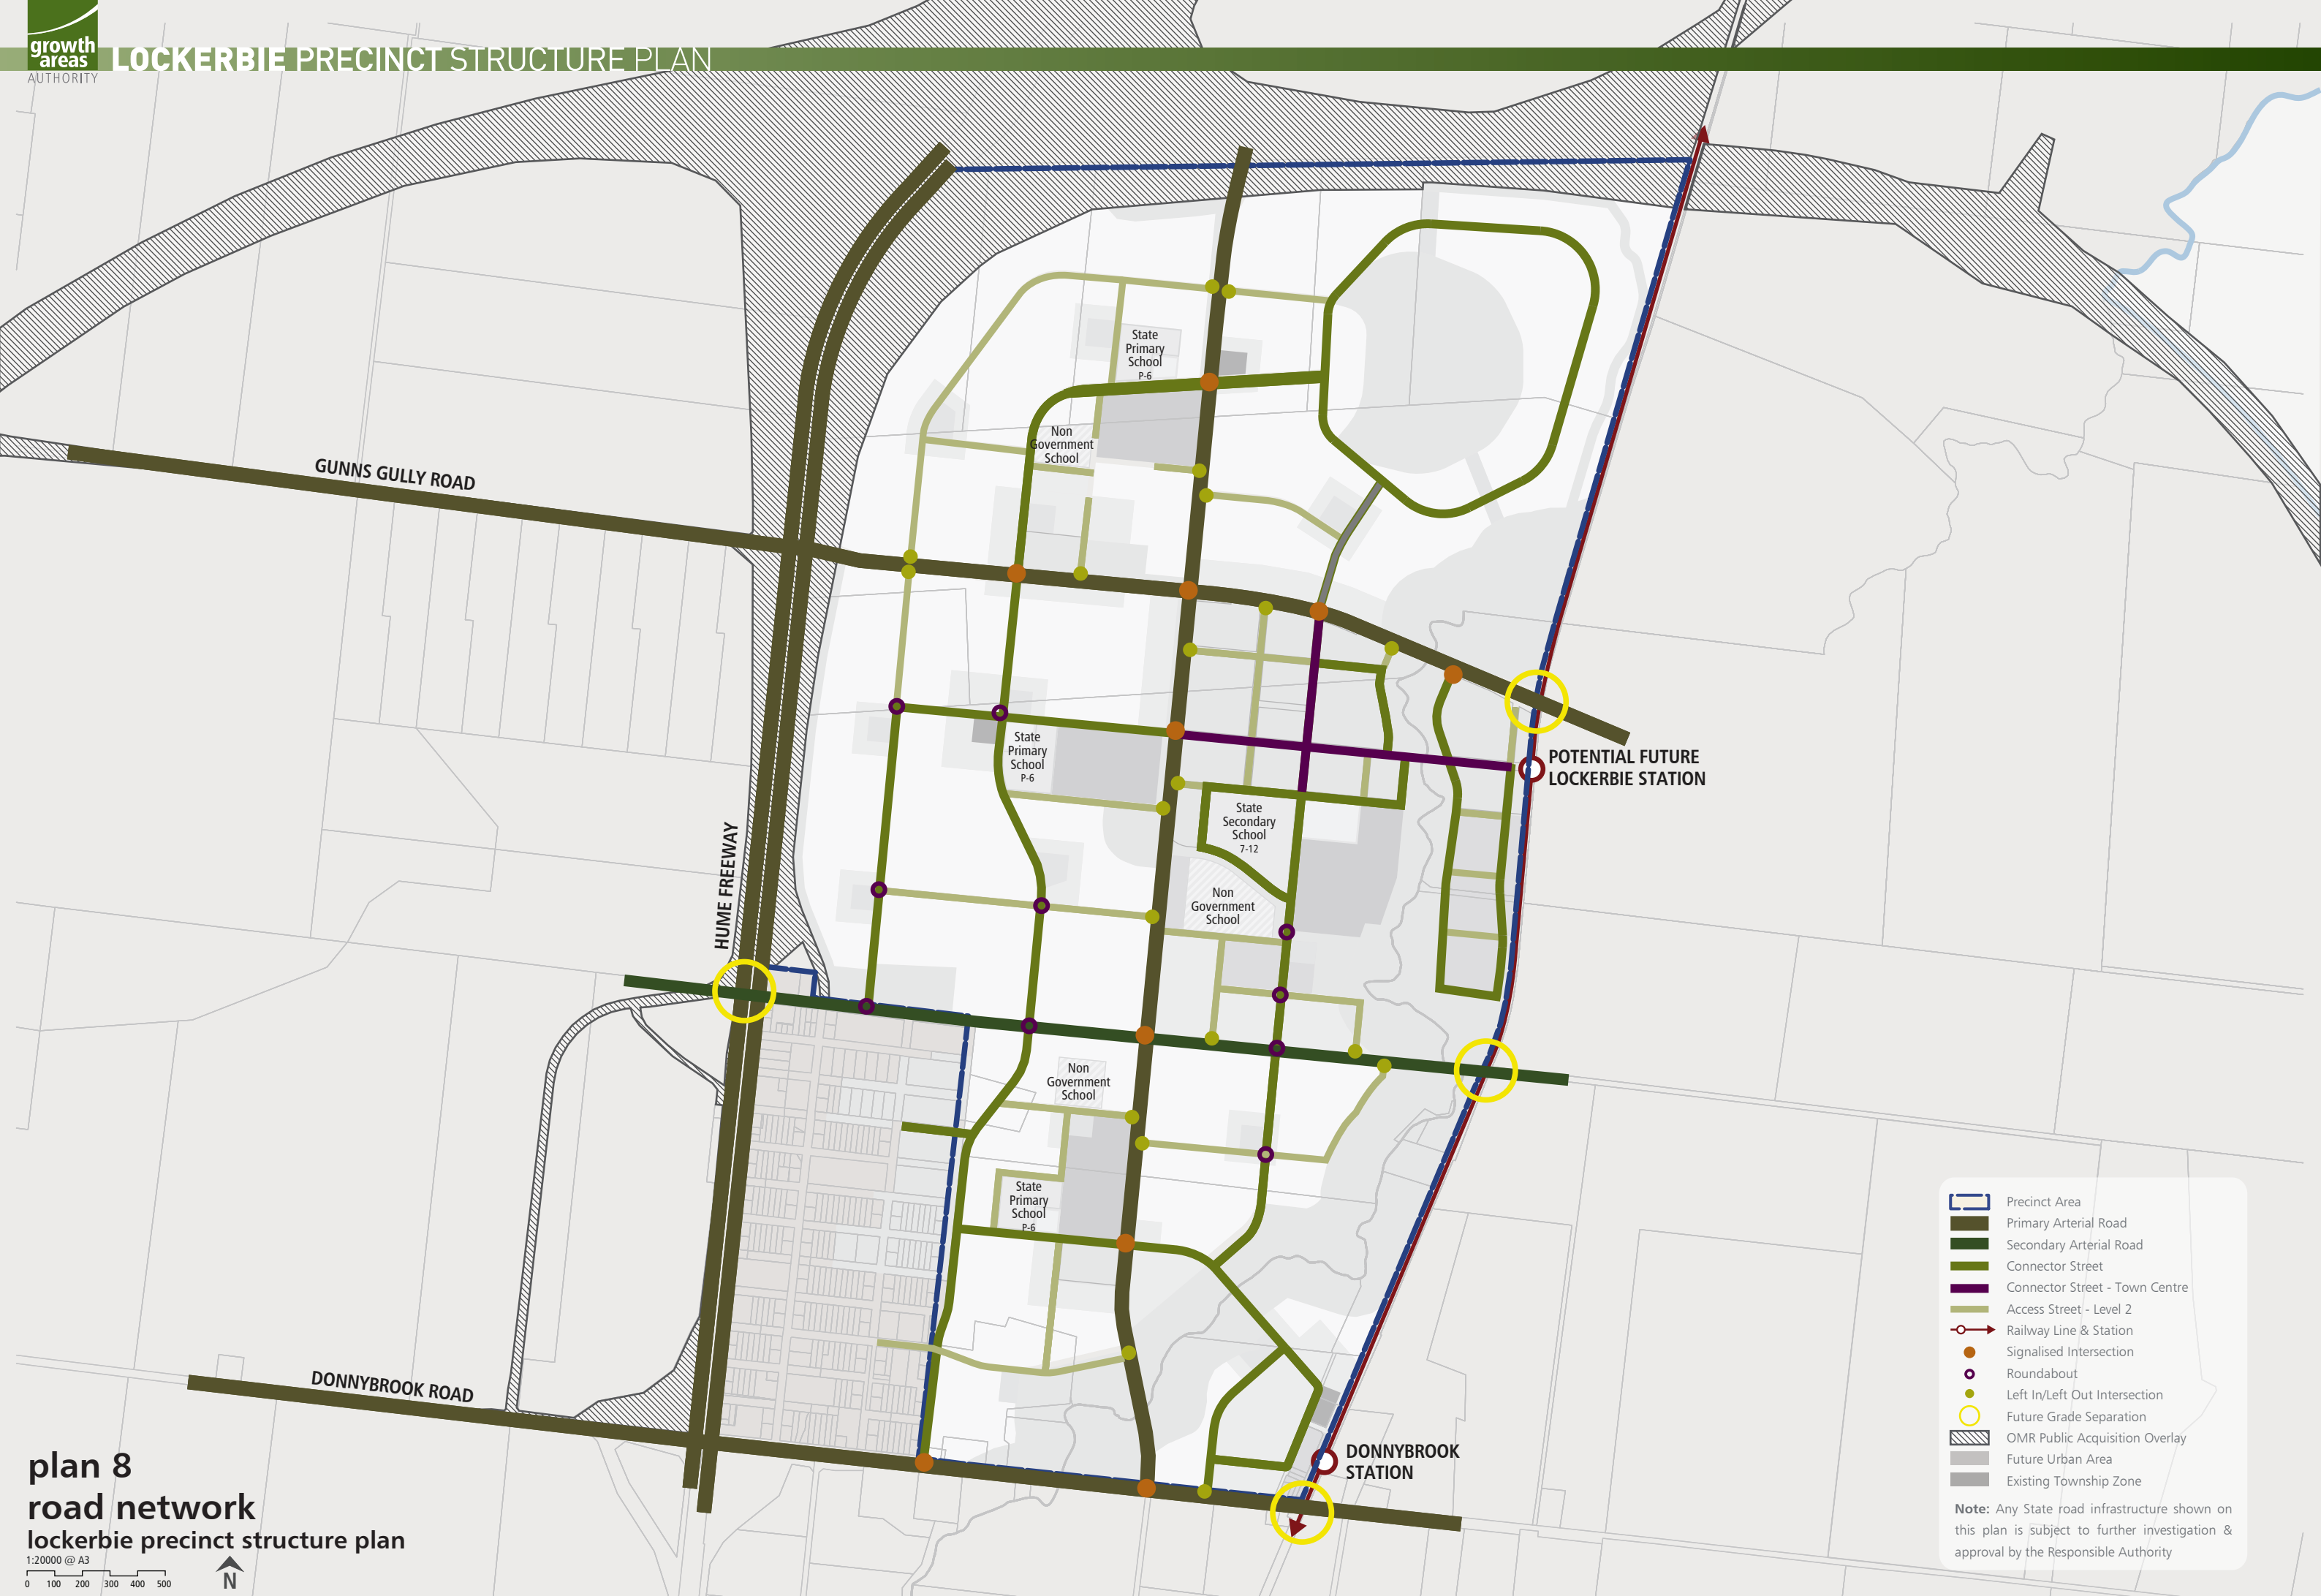 growth
areas
AUTHORITY
LOCKERBIE PRECINCT STRUCTURE PLAN
State
Primary
School
P-6
Non
Government
School
GUNNS GULLY ROAD
State
Primary
School
P-6
POTENTIAL FUTURE
LOCKERBIE STATION
State
Secondary
School
7-12
HUME FREEWAY
Non
Government
School
Non
Government
School
State
Primary
School
P-6
DONNYBROOK ROAD
DONNYBROOK
STATION
Precinct Area
Primary Arterial Road
Secondary Arterial Road
Connector Street
Connector Street - Town Centre
Access Street - Level 2
Railway Line & Station
Signalised Intersection
Roundabout
Left In/Left Out Intersection
Future Grade Separation
OMR Public Acquisition Overlay
Future Urban Area
Existing Township Zone
Note: Any State road infrastructure shown on
this plan is subject to further investigation &
approval by the Responsible Authority
plan 8
road network
lockerbie precinct structure plan
1:20000 @ A3
0 100 200 300 400 500
N